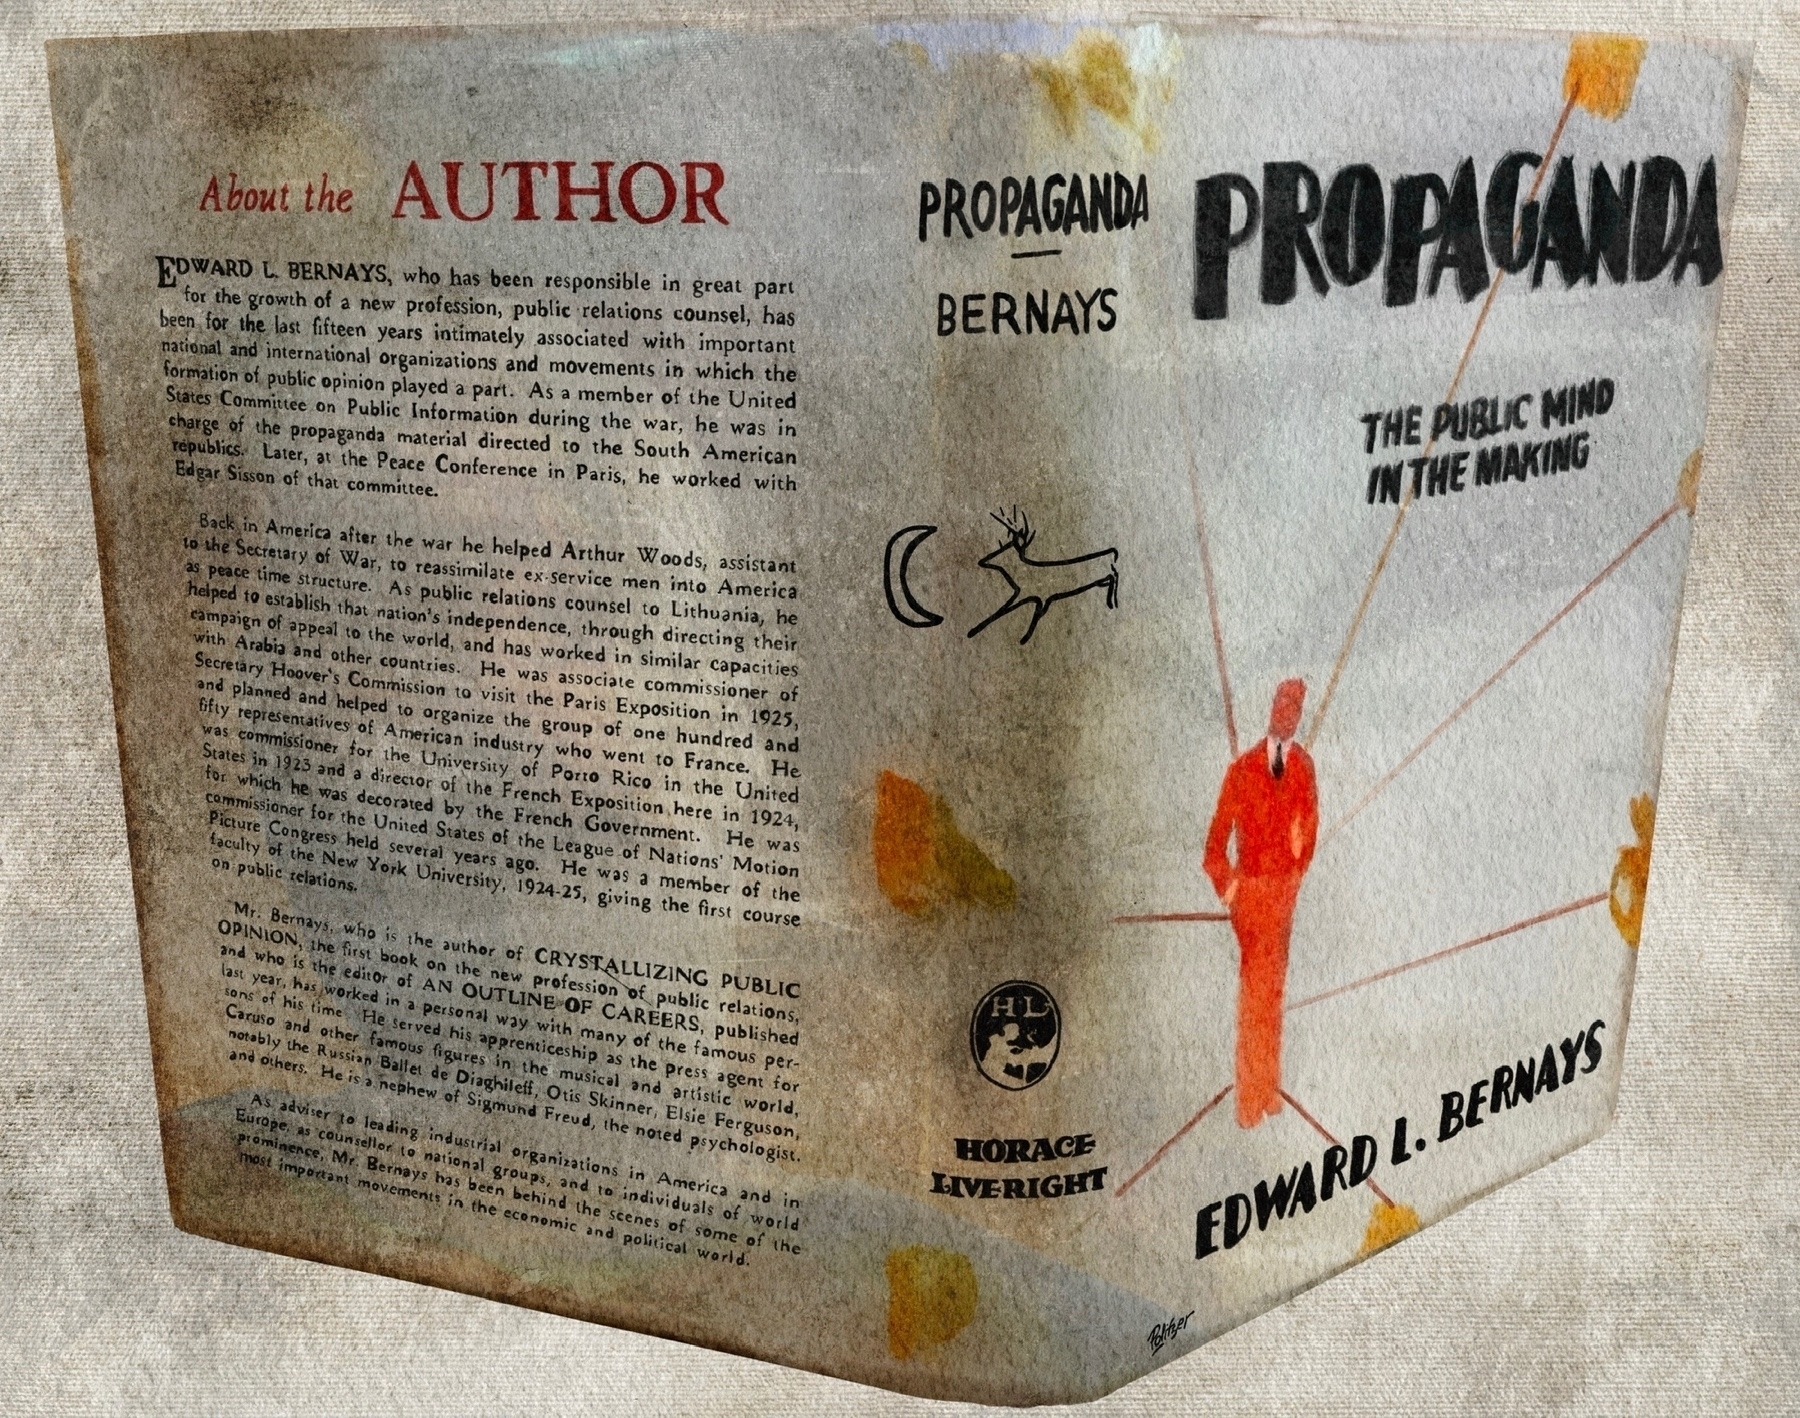 About the AUTHOR
EDWARD L. BERNAYS, who has been responsible in great part
for the growth of a new profession, public relations counsel, has
been for the last fifteen years intimately associated with important
national and international organizations and movements in which the
formation of public opinion played a part. As a member of the United
States Committee on Public Information during the war, he was in
charge of the propaganda material directed to the South American
republics. Later, at the Peace Conference in Paris, he worked with
Edgar Sisson of that committee.
Back in America after the war he helped Arthur Woods, assistant
to the Secretary of War, to reassimilate ex-service men into America
as peace time structure. As public relations counsel to Lithuania, he
helped to establish that nation's independence, through directing their
campaign of appeal to the world, and has worked in similar capacities
with Arabia and other countries. He was associate commissioner of
Secretary Hoover's Commission to visit the Paris Exposition in 1925,
and planned and helped to organize the group of one hundred and
fifty representatives of American industry who went to France. He
was commissioner for the University of Porto Rico in the United
States in 1923 and a director of the French Exposition here in 1924,
for which he was decorated by the French Government. He was
commissioner for the United States of the League of Nations' Motion
Picture Congress held several years ago. He was a member of the
faculty of the New York University, 1924-25, giving the first course
on public relations.
Mr. Bernays, who is the author of CRYSTALLIZING PUBLIC
OPINION, the first book on the new profession of public relations,
and who is the editor of AN OUTLINE OF CAREERS, published
last year, has worked in a personal way with many of the famous per-
sons of his time. He served his apprenticeship as the press agent for
Caruso and other famous figures in the musical and artistic world,
notably the Russian Ballet de Diaghileff, Otis Skinner, Elsie Ferguson,
and others. He is a nephew of Sigmund Freud, the noted psychologist.
As adviser to leading industrial organizations in America and in
Europe, as counsellor to national groups, and to individuals of world
prominence, Mr. Bernays has been behind the scenes of some of the
most important movements in the economic and political world.
PROPAGANDA
BERNAYS
HL
HORACE
LIVERIGHT
PROPAGANDA
THE PUBLIC MIND
IN THE MAKING
EDWARD L. BERNAYS
Politzer